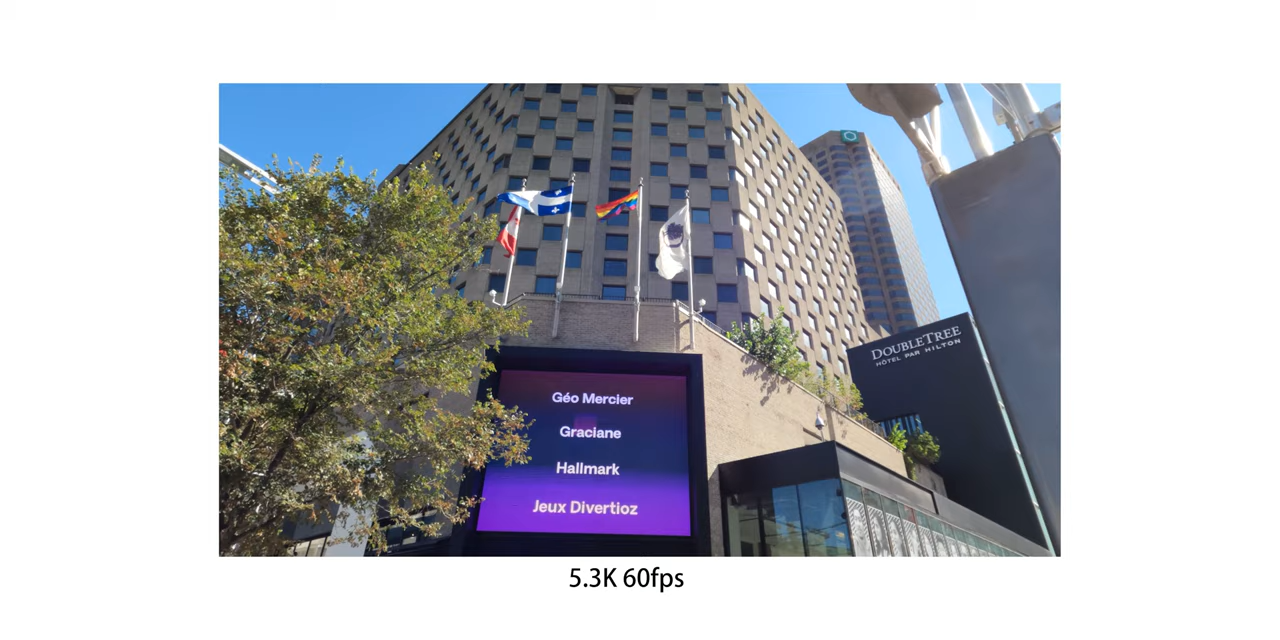 DOUBLETREE
HÔTEL PAR HILTON
Géo Mercier
Graciane
Hallmark
Jeux Divertioz
5.3K 60fps